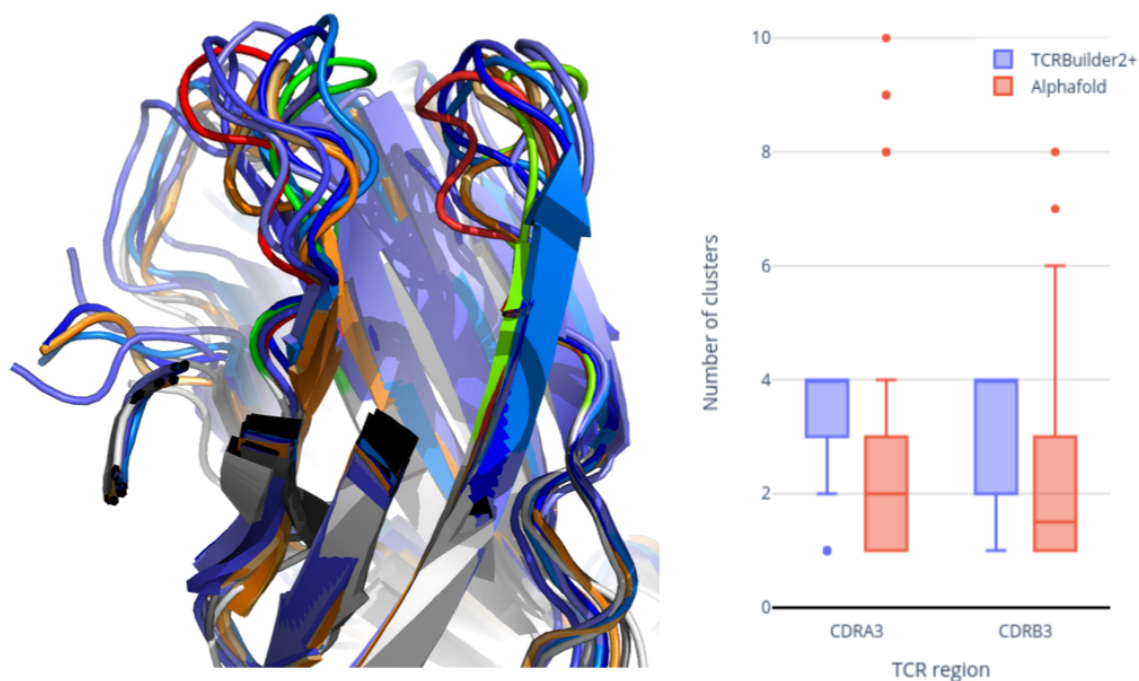 10
TCRBuilder2+
Alphafold
8
6
Number of clusters
4
2
0
CDRA3 CDRB3
TCR region